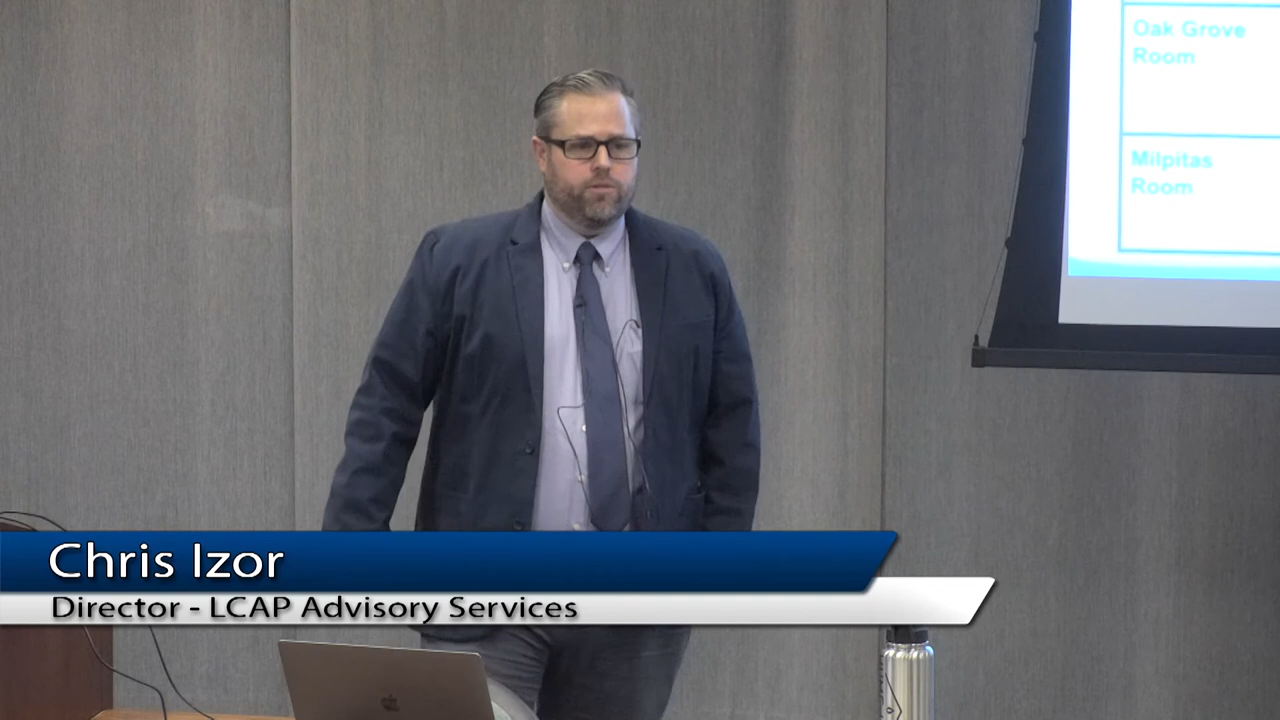 Oak Grove
Room
Milpitas
Room
Chris Izor
Director - LCAP Advisory Services